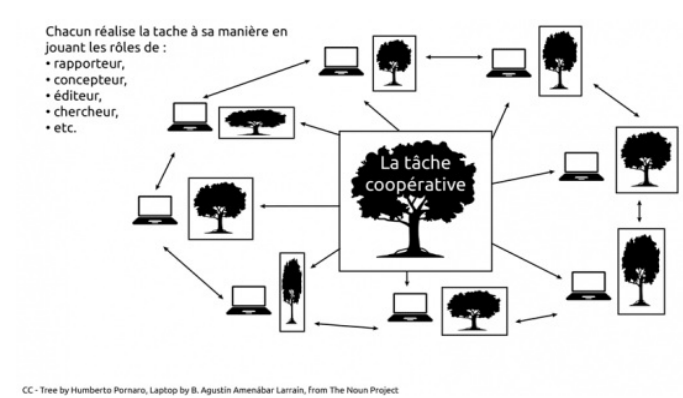 Chacun réalise la tache à sa manière en
jouant les rôles de :
• rapporteur,
• concepteur,
• éditeur,
• chercheur,
• etc.
La tâche
coopérative
CC - Tree by Humberto Pornaro, Laptop by B. Agustín Amenábar Larraín, from The Noun Project